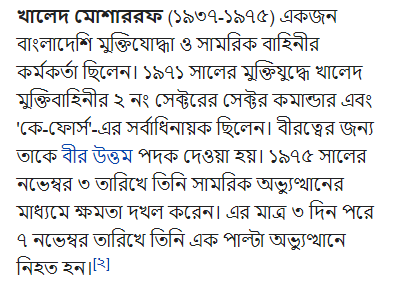 খালেদ মোশাররফ (১৯৩৭-১৯৭৫) একজন
বাংলাদেশি মুক্তিযোদ্ধা ও সামরিক বাহিনীর
কর্মকর্তা ছিলেন। ১৯৭১ সালের মুক্তিযুদ্ধে খালেদ
মুক্তিবাহিনীর ২ নং সেক্টরের সেক্টর কমান্ডার এবং
'কে-ফোর্স'-এর সর্বাধিনায়ক ছিলেন। বীরত্বের জন্য
তাকে বীর উত্তম পদক দেওয়া হয়। ১৯৭৫ সালের
নভেম্বর ৩ তারিখে তিনি সামরিক অভ্যুত্থানের
মাধ্যমে ক্ষমতা দখল করেন। এর মাত্র ৩ দিন পরে
৭ নভেম্বর তারিখে তিনি এক পাল্টা অভ্যুত্থানে
নিহত হন।[২]